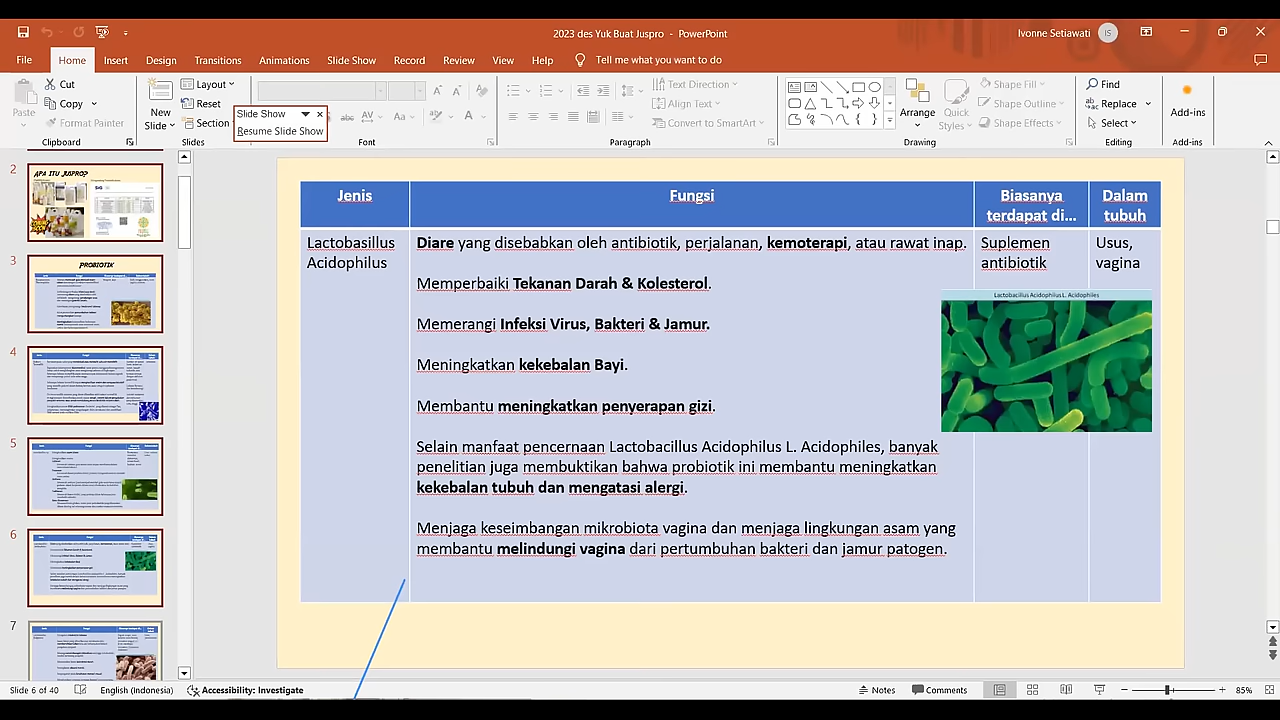 2023 des Yuk Buat Juspro - PowerPoint
Ivonne Setiawati
IS
File
Home
Insert
Design
Transitions
Animations
Slide Show
Record
Review
View
Help
Tell me what you want to do
Paste
Cut
Copy
Format Painter
Clipboard
New
Slide
Layout
Reset
Section
Slides
Slide Show
Resume Slide Show
Font
Text Direction
Align Text
Convert to SmartArt
Paragraph
Arrange
Quick
Styles
Shape Fill
Shape Outline
Shape Effects
Drawing
Find
Replace
Select
Editing
Add-ins
Add-ins
2
APA ITU JUSPRO?
3
PROBIOTIK
4
5
6
7
Jenis
Fungsi
Biasanya
terdapat di...
Dalam
tubuh
Lactobasillus
Acidophilus
Diare yang disebabkan oleh antibiotik, perjalanan, kemoterapi, atau rawat inap.
Memperbaiki Tekanan Darah & Kolesterol.
Memerangi infeksi Virus, Bakteri & Jamur.
Meningkatkan kekebalan Bayi.
Membantu meningkatkan penyerapan gizi.
Selain manfaat pencernaan Lactobacillus Acidophilus L. Acidophiles, banyak
penelitian juga membuktikan bahwa probiotik ini membantu meningkatkan
kekebalan tubuh dan mengatasi alergi.
Menjaga keseimbangan mikrobiota vagina dan menjaga lingkungan asam yang
membantu melindungi vagina dari pertumbuhan bakteri dan jamur patogen.
Suplemen
antibiotik
Usus,
vagina
Lactobacillus Acidophilus L. Acidophiles
Slide 6 of 40
English (Indonesia)
Accessibility: Investigate
Notes
Comments
85%